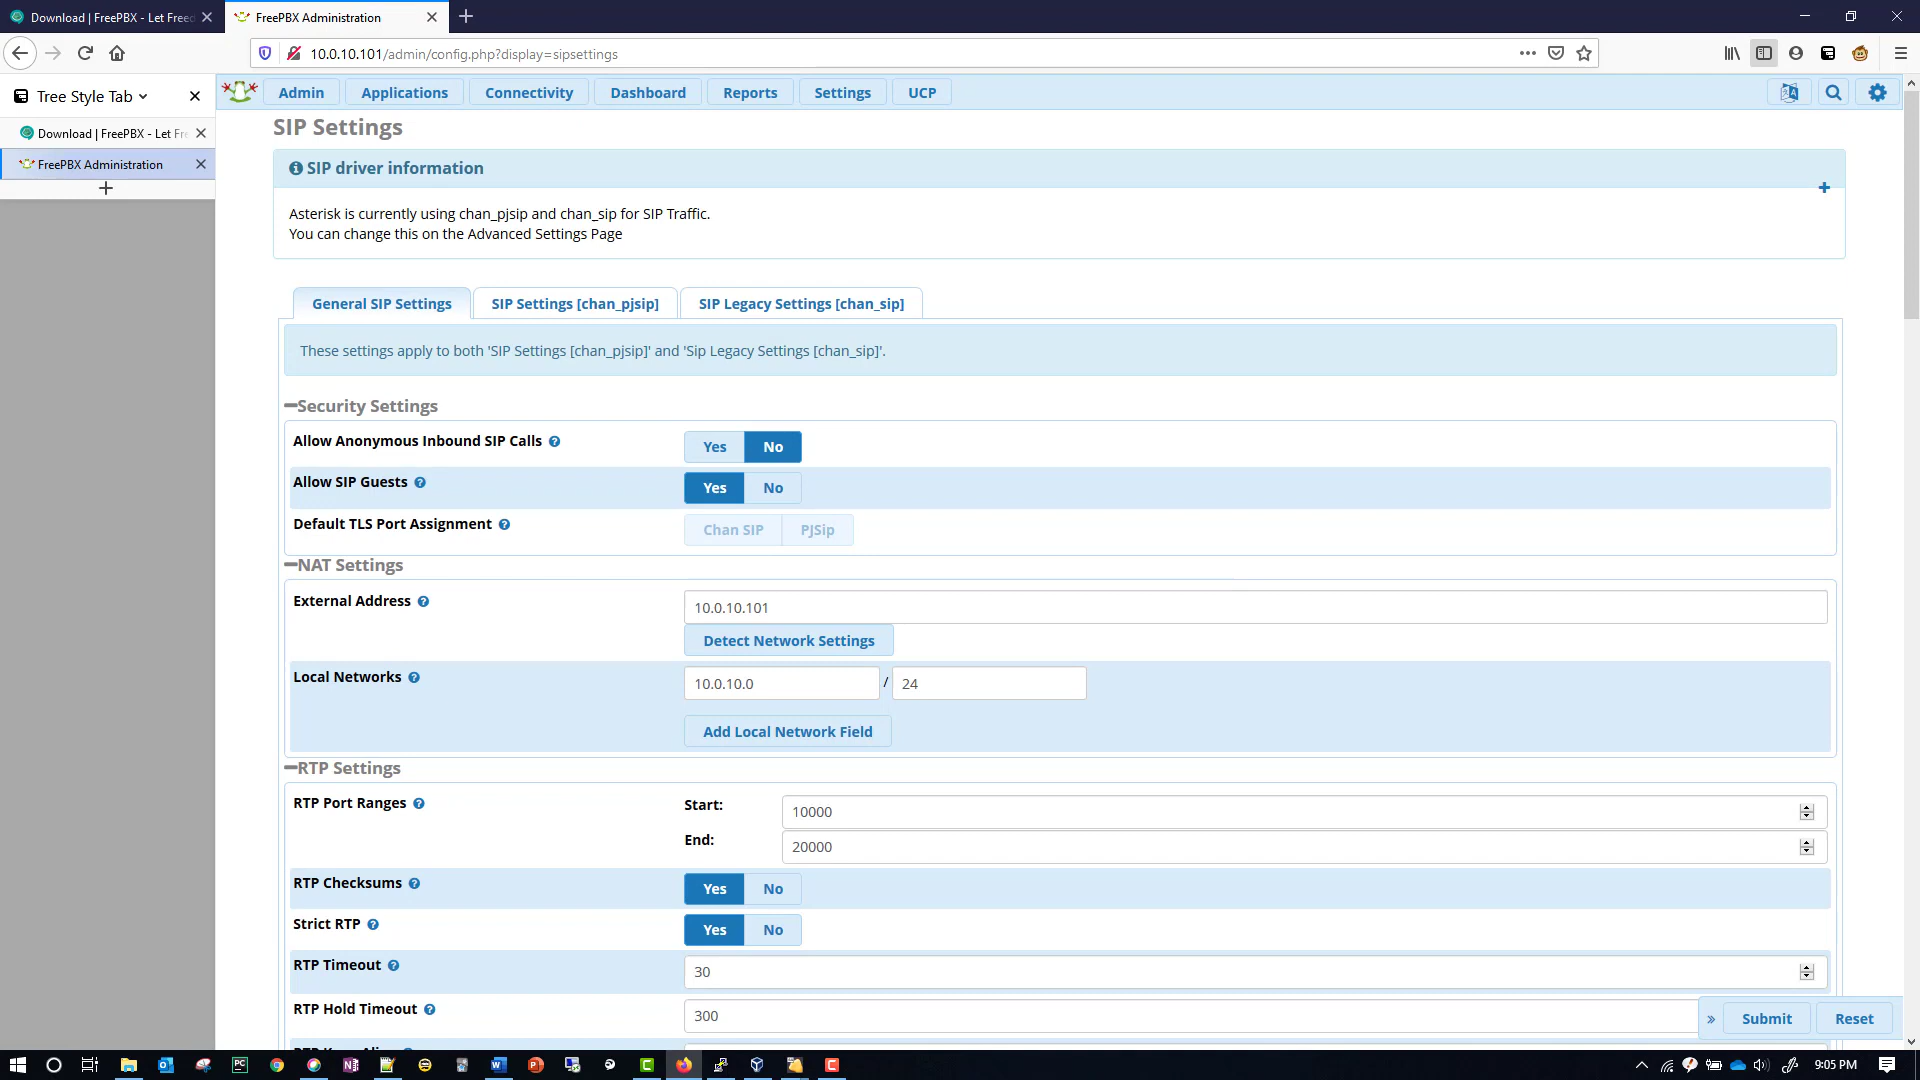 Download | FreePBX - Let Freed
FreePBX Administration
10.0.10.101/admin/config.php?display=sipsettings
Tree Style Tab
Download | FreePBX - Let Fre
FreePBX Administration
Admin
Applications
Connectivity
Dashboard
Reports
Settings
UCP
SIP Settings
SIP driver information
Asterisk is currently using chan_pjsip and chan_sip for SIP Traffic.
You can change this on the Advanced Settings Page
General SIP Settings
SIP Settings [chan_pjsip]
SIP Legacy Settings [chan_sip]
These settings apply to both 'SIP Settings [chan_pjsip]' and 'Sip Legacy Settings [chan_sip]'.
Security Settings
Allow Anonymous Inbound SIP Calls
Yes No
Allow SIP Guests
Yes No
Default TLS Port Assignment
Chan SIP PJSip
NAT Settings
External Address
10.0.10.101
Detect Network Settings
Local Networks
10.0.10.0 / 24
Add Local Network Field
RTP Settings
RTP Port Ranges
Start: 10000
End: 20000
RTP Checksums
Yes No
Strict RTP
Yes No
RTP Timeout
30
RTP Hold Timeout
300
» Submit Reset
9:05 PM